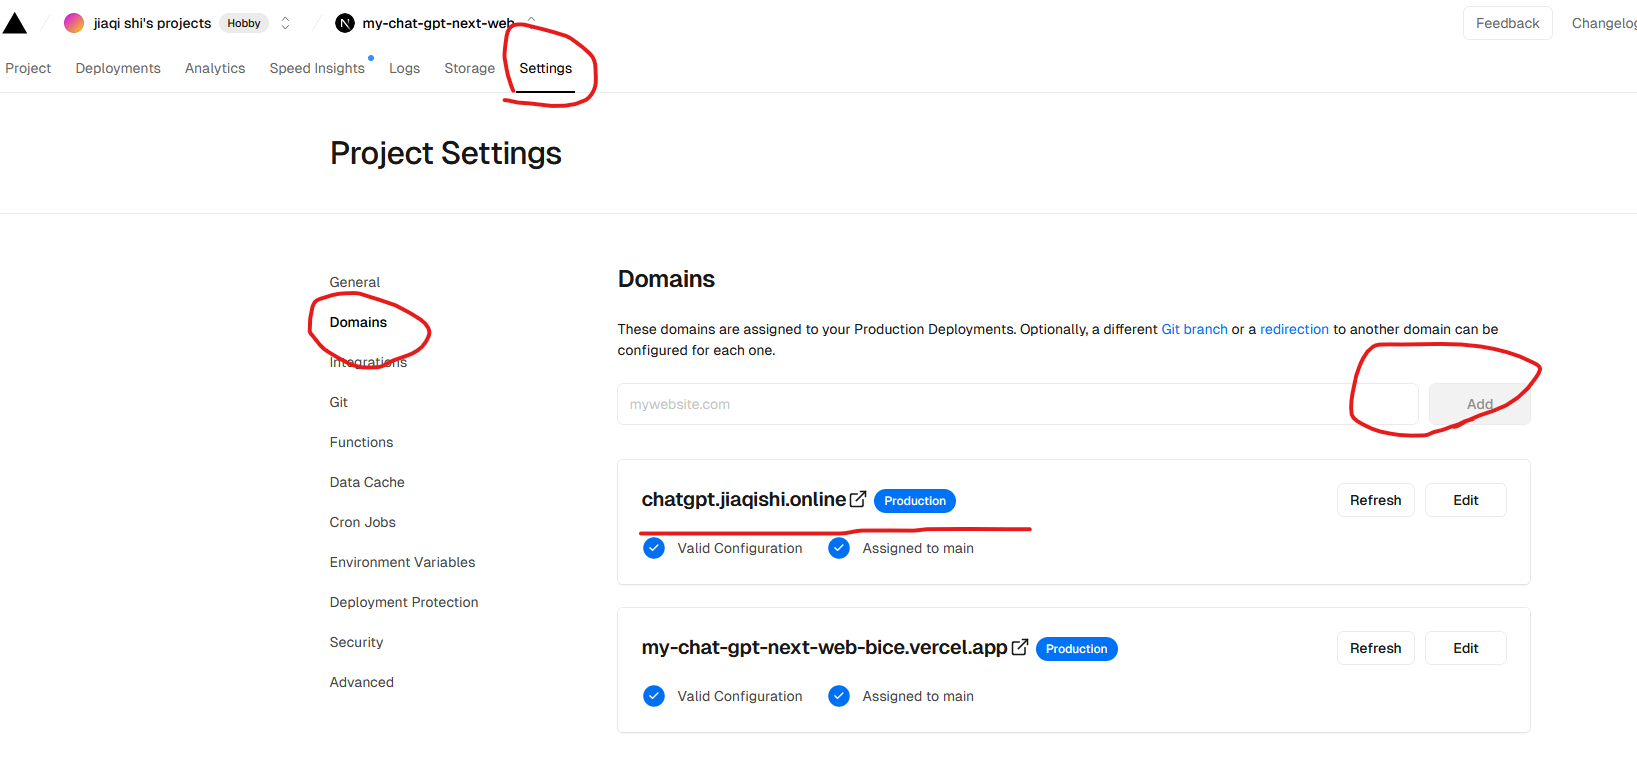 jiaqi shi's projects Hobby my-chat-gpt-next-web Feedback Changelog
Project Deployments Analytics Speed Insights Logs Storage Settings
Project Settings
General
Domains
Integrations
Git
Functions
Data Cache
Cron Jobs
Environment Variables
Deployment Protection
Security
Advanced
Domains
These domains are assigned to your Production Deployments. Optionally, a different Git branch or a redirection to another domain can be
configured for each one.
mywebsite.com Add
chatgpt.jiaqishi.online Production Refresh Edit
Valid Configuration Assigned to main
my-chat-gpt-next-web-bice.vercel.app Production Refresh Edit
Valid Configuration Assigned to main